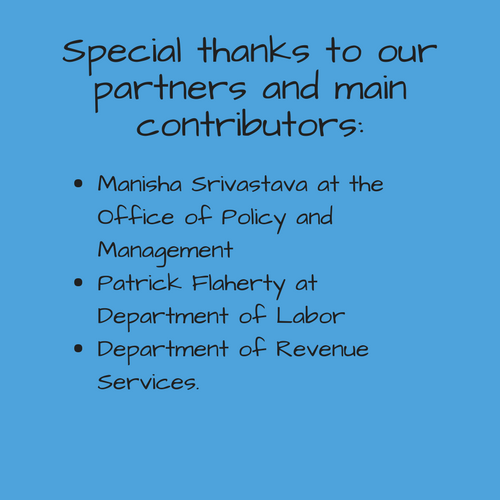 Special thanks to our
partners and main
contributors:
• Manisha Srivastava at the
Office of Policy and
Management
• Patrick Flaherty at
Department of Labor
• Department of Revenue
Services.